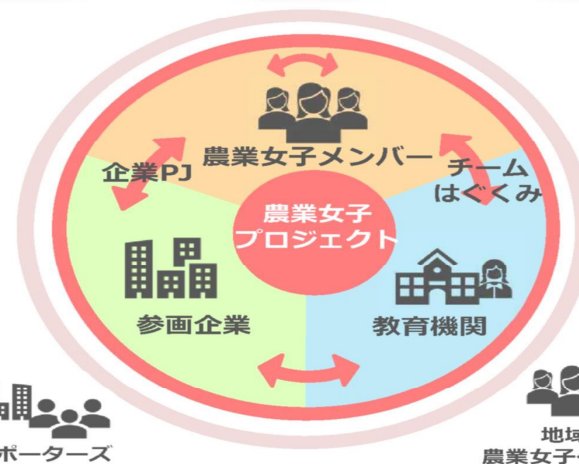 農業女子メンバー
企業PJ
チーム
はぐくみ
農業女子
プロジェクト
参画企業
教育機関
ポーターズ
地域
農業女子